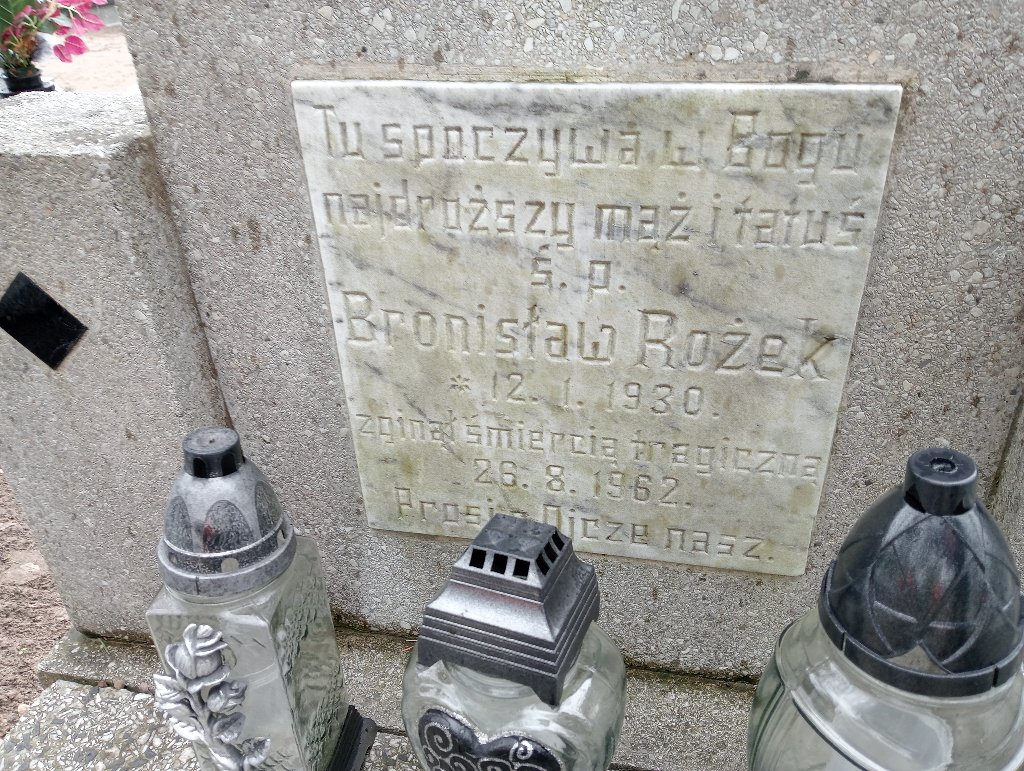 Tu spoczywa w Bogu
najdroższy mąż i tatuś
ś. p.
Bronisław Rożek
* 12. 1. 1930.
zginął śmiercią tragiczną
26. 8. 1962.
Prosi o Ojcze nasz.